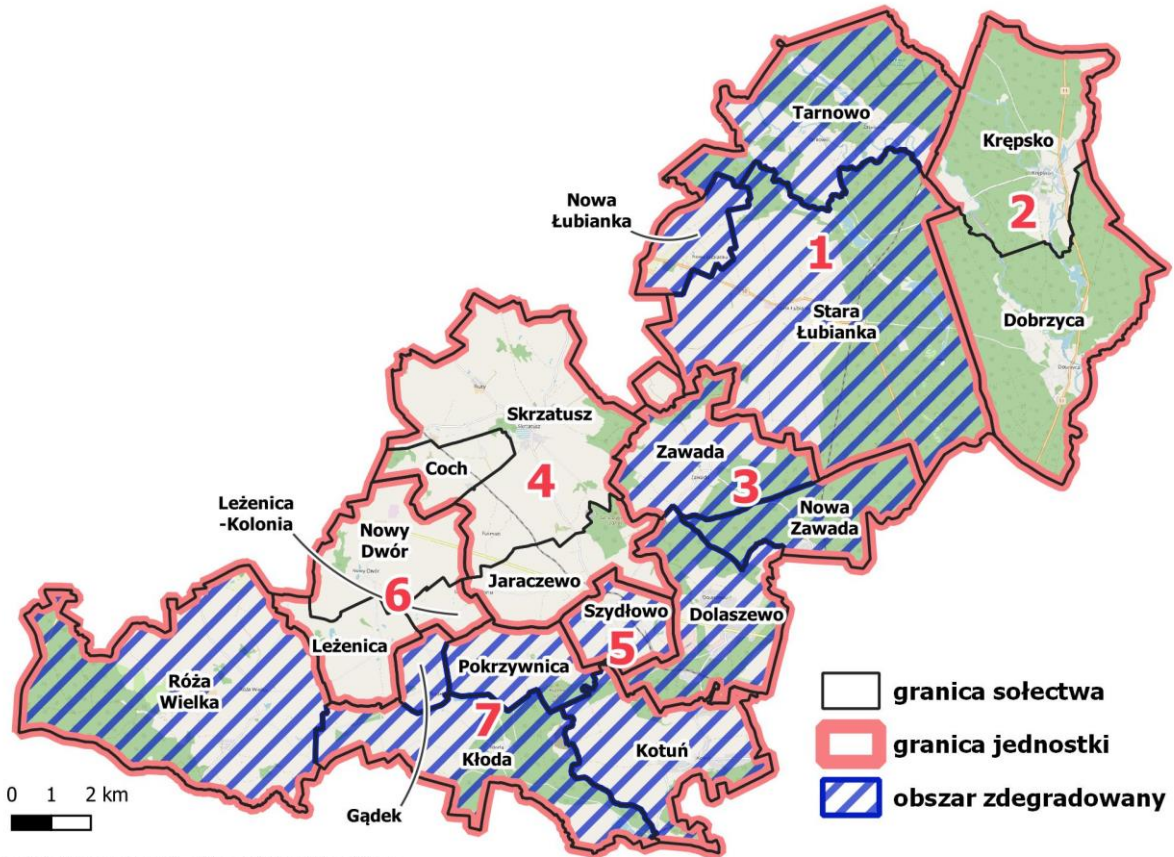 Tarnowo
Krępsko
2
Nowa
Łubianka
1
Stara
Łubianka
Dobrzyca
Skrzatusz
Zawada
Coch
4
3
Nowa
Zawada
Leżenica
-Kolonia
Nowy
Dwór
Jaraczewo
6
Szydłowo
Dolaszewo
5
Leżenica
Pokrzywnica
Róża
Wielka
7
Kłoda
Kotuń
Gądek
granica sołectwa
granica jednostki
obszar zdegradowany
0 1 2 km